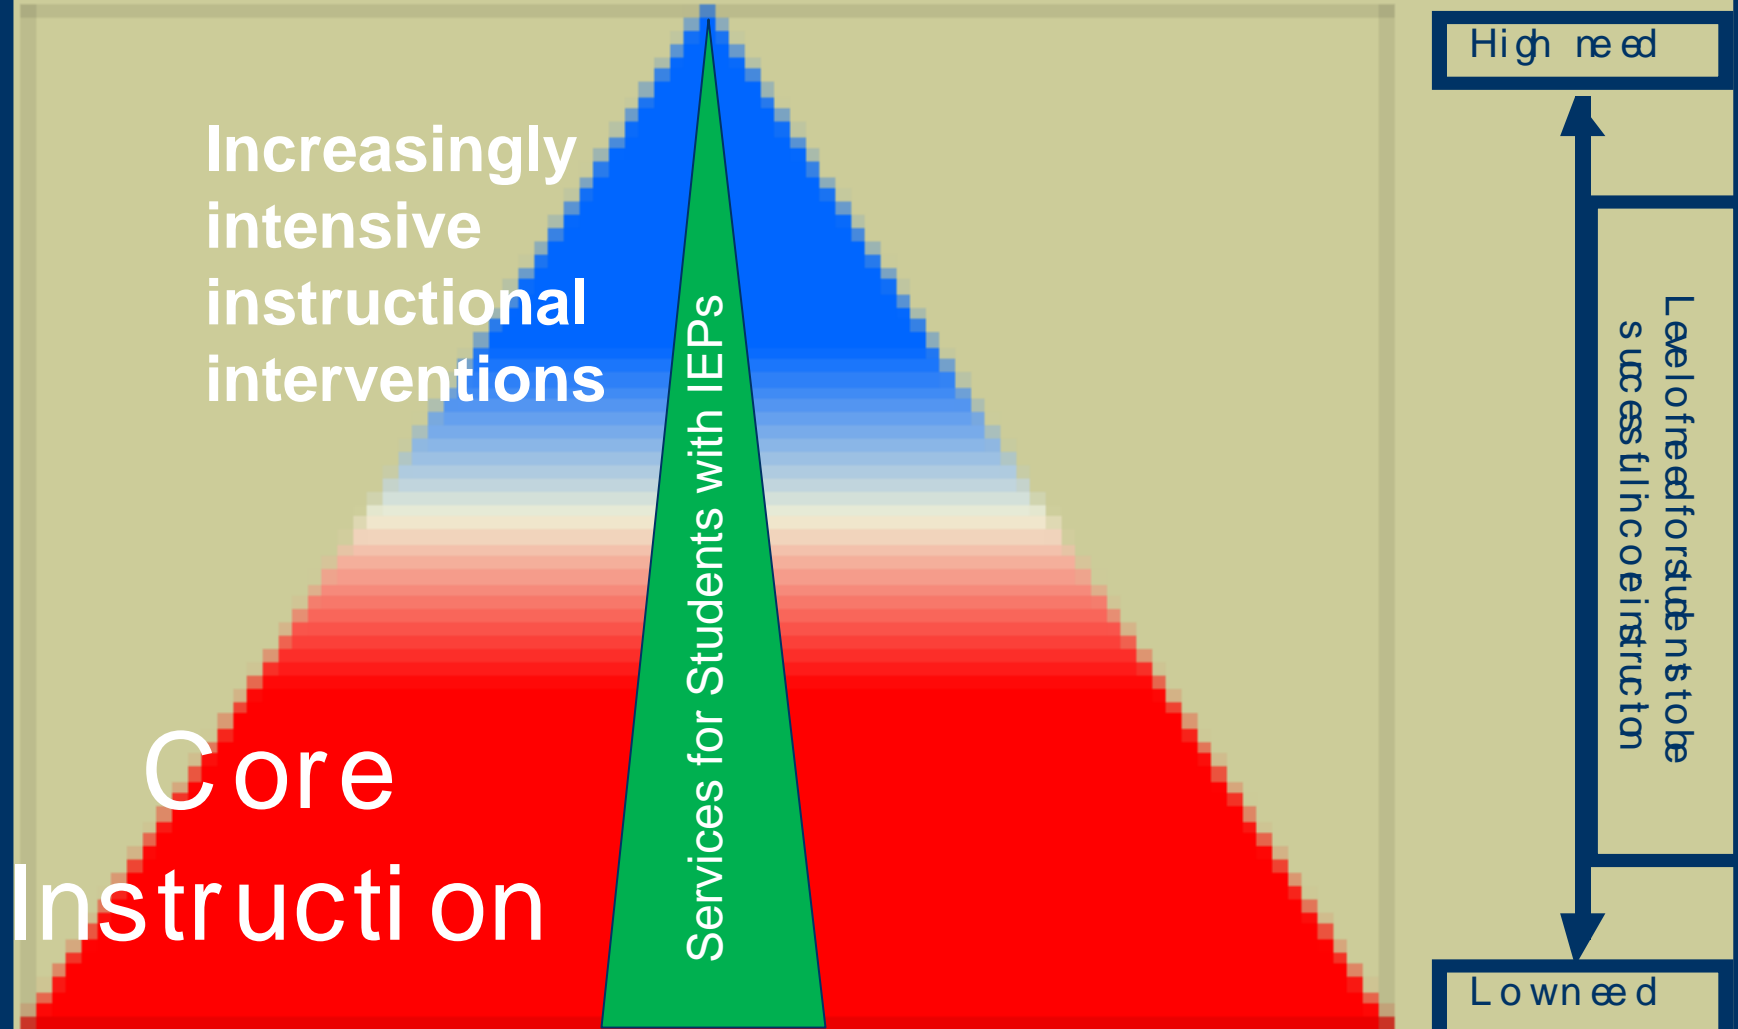 High need
Increasingly
intensive
instructional
interventions
Services for Students with IEPs
Level of need for students to be
successful in core instruction
Core
Instruction
Low need